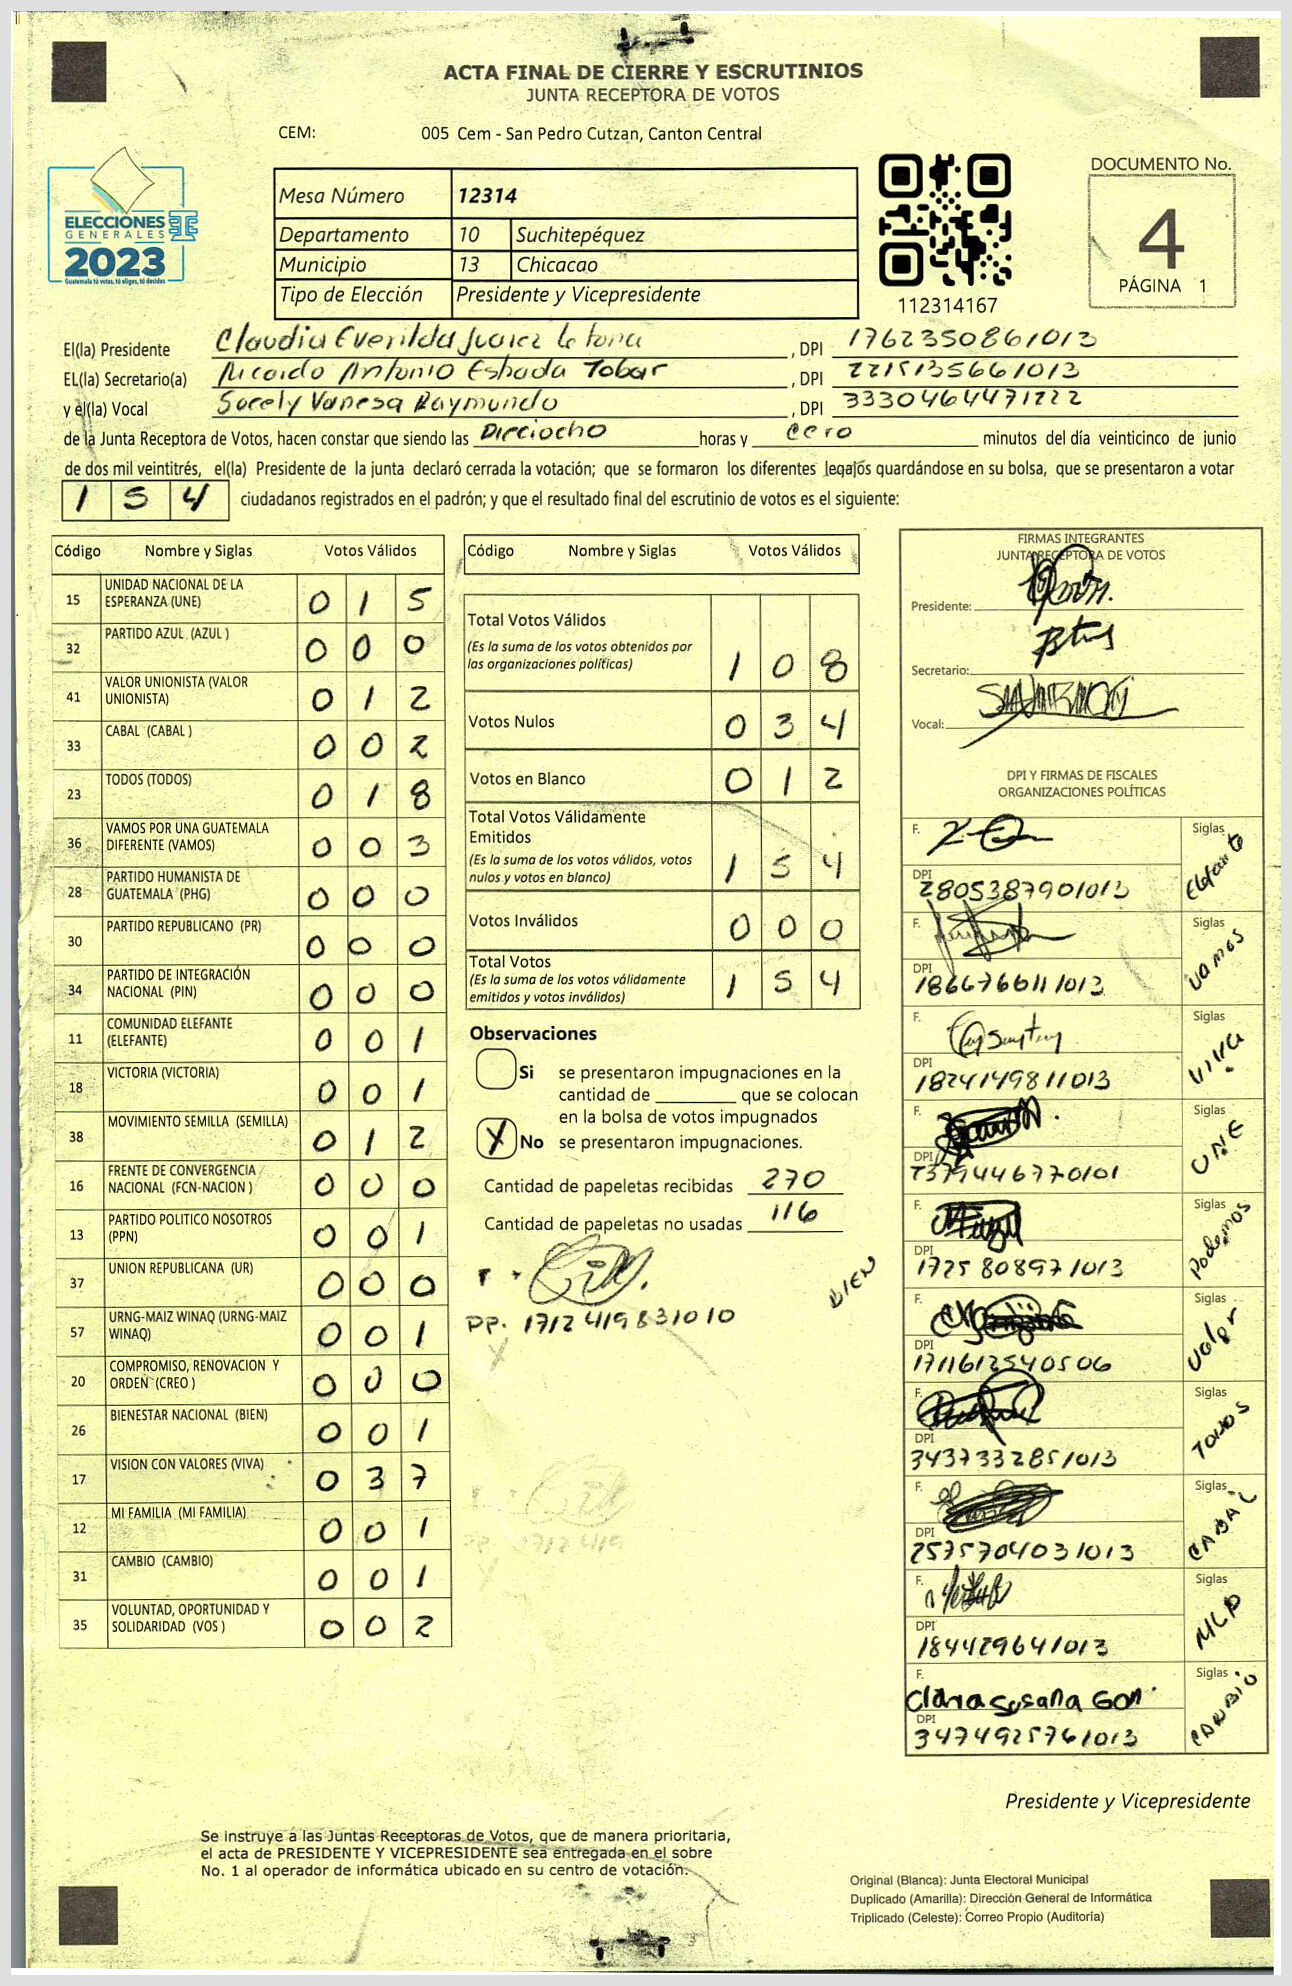 ACTA FINAL DE CIERRE Y ESCRUTINIOS
JUNTA RECEPTORA DE VOTOS
CEM: 005 Cem - San Pedro Cutzan, Canton Central
ELECCIONES
GENERALES
2023
Guatemala tú votas, tú eliges, tú decides
Mesa Número 12314
Departamento 10 Suchitepéquez
Municipio 13 Chicacao
Tipo de Elección Presidente y Vicepresidente
112314167
DOCUMENTO No.
4
PÁGINA 1
El(la) Presidente Claudia Everilda Juarez Letona, DPI 1762350861013
EL(la) Secretario(a) Ricardo Antonio Estrada Tobar, DPI 2215135661013
y el(la) Vocal Sorely Vanesa Raymundo, DPI 3330464471222
de la Junta Receptora de Votos, hacen constar que siendo las Dieciocho horas y cero minutos del día veinticinco de junio
de dos mil veintitrés, el(la) Presidente de la junta declaró cerrada la votación; que se formaron los diferentes legajos guardándose en su bolsa, que se presentaron a votar
1 5 4 ciudadanos registrados en el padrón; y que el resultado final del escrutinio de votos es el siguiente:
Código Nombre y Siglas Votos Válidos
15 UNIDAD NACIONAL DE LA ESPERANZA (UNE) 0 1 5
32 PARTIDO AZUL (AZUL ) 0 0 0
41 VALOR UNIONISTA (VALOR UNIONISTA) 0 1 2
33 CABAL (CABAL ) 0 0 2
23 TODOS (TODOS) 0 1 8
36 VAMOS POR UNA GUATEMALA DIFERENTE (VAMOS) 0 0 3
28 PARTIDO HUMANISTA DE GUATEMALA (PHG) 0 0 0
30 PARTIDO REPUBLICANO (PR) 0 0 0
34 PARTIDO DE INTEGRACIÓN NACIONAL (PIN) 0 0 0
11 COMUNIDAD ELEFANTE (ELEFANTE) 0 0 1
18 VICTORIA (VICTORIA) 0 0 1
38 MOVIMIENTO SEMILLA (SEMILLA) 0 1 2
16 FRENTE DE CONVERGENCIA NACIONAL (FCN-NACION ) 0 0 0
13 PARTIDO POLITICO NOSOTROS (PPN) 0 0 1
37 UNION REPUBLICANA (UR) 0 0 0
57 URNG-MAIZ WINAQ (URNG-MAIZ WINAQ) 0 0 1
20 COMPROMISO, RENOVACION Y ORDEN (CREO ) 0 0 0
26 BIENESTAR NACIONAL (BIEN) 0 0 1
17 VISION CON VALORES (VIVA) 0 3 7
12 MI FAMILIA (MI FAMILIA) 0 0 1
31 CAMBIO (CAMBIO) 0 0 1
35 VOLUNTAD, OPORTUNIDAD Y SOLIDARIDAD (VOS ) 0 0 2
Código Nombre y Siglas Votos Válidos
Total Votos Válidos
(Es la suma de los votos obtenidos por
las organizaciones políticas) 1 0 8
Votos Nulos 0 3 4
Votos en Blanco 0 1 2
Total Votos Válidamente
Emitidos
(Es la suma de los votos válidos, votos
nulos y votos en blanco) 1 5 4
Votos Inválidos 0 0 0
Total Votos
(Es la suma de los votos válidamente
emitidos y votos inválidos) 1 5 4
Observaciones
Si se presentaron impugnaciones en la
cantidad de ________ que se colocan
en la bolsa de votos impugnados
X No se presentaron impugnaciones.
Cantidad de papeletas recibidas 270
Cantidad de papeletas no usadas 116
BIEN
1712419831010
FIRMAS INTEGRANTES
JUNTA RECEPTORA DE VOTOS
Presidente:
Secretario:
Vocal:
DPI Y FIRMAS DE FISCALES
ORGANIZACIONES POLÍTICAS
F. Siglas Elefante
DPI 2805387901013
F. Siglas Vamos
DPI 1866766111013
F. Siglas VIVA
DPI 1824149811013
F. Siglas UNE
DPI 2379446770101
F. Siglas Podemos
DPI 1725808971013
F. Siglas Valor
DPI 1711612540506
F. Siglas TODOS
DPI 3437332851013
F. Siglas CABAL
DPI 2575704031013
F. Siglas MLP
DPI 184429641013
F. Clara Susana Gon. Siglas CAMBIO
DPI 3474925761013
Presidente y Vicepresidente
Se instruye a las Juntas Receptoras de Votos, que de manera prioritaria,
el acta de PRESIDENTE Y VICEPRESIDENTE sea entregada en el sobre
No. 1 al operador de informática ubicado en su centro de votación.
Original (Blanca): Junta Electoral Municipal
Duplicado (Amarilla): Dirección General de Informática
Triplicado (Celeste): Correo Propio (Auditoría)